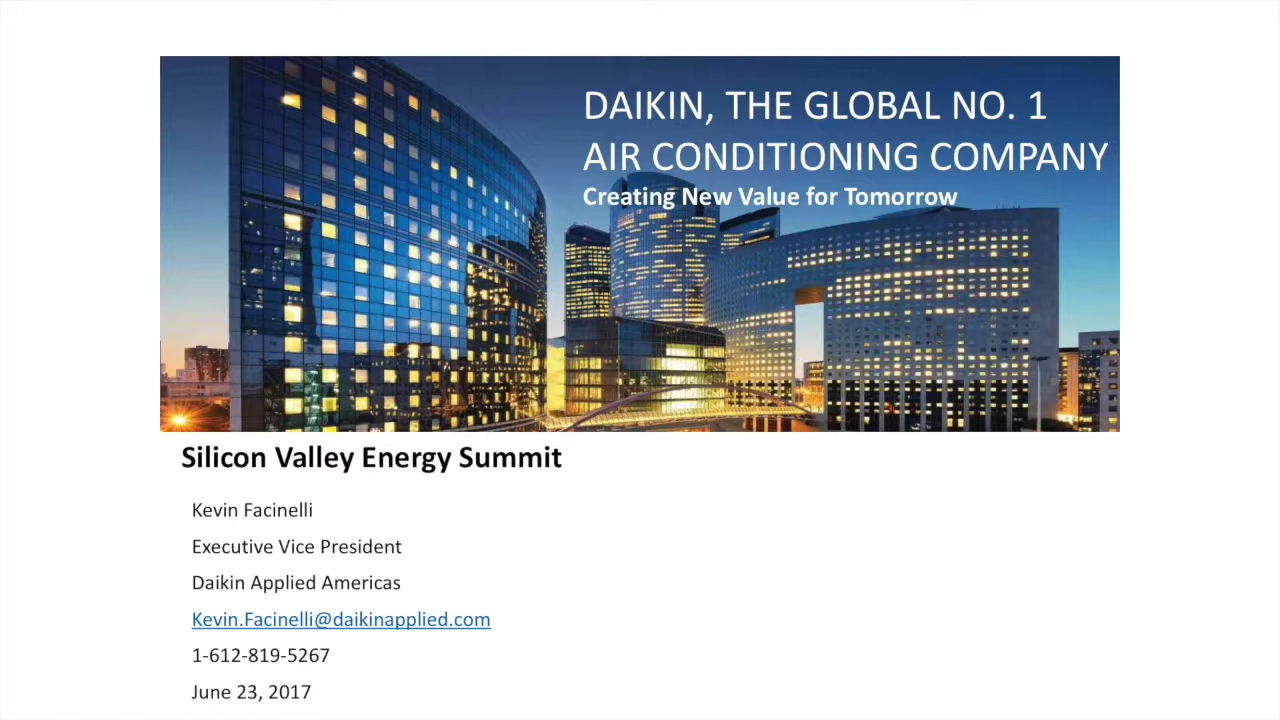 DAIKIN, THE GLOBAL NO. 1
AIR CONDITIONING COMPANY
Creating New Value for Tomorrow
Silicon Valley Energy Summit
Kevin Facinelli
Executive Vice President
Daikin Applied Americas
Kevin.Facinelli@daikinapplied.com
1-612-819-5267
June 23, 2017